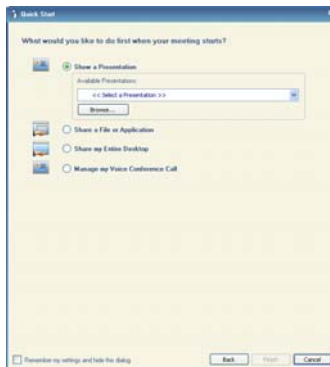 Quick Start
What would you like to do first when your meeting starts?
Show a Presentation
Available Presentations:
<< Select a Presentation >>
Browse...
Share a File or Application
Share my Entire Desktop
Manage my Voice Conference Call
Remember my settings and hide this dialog
Back
Finish
Cancel